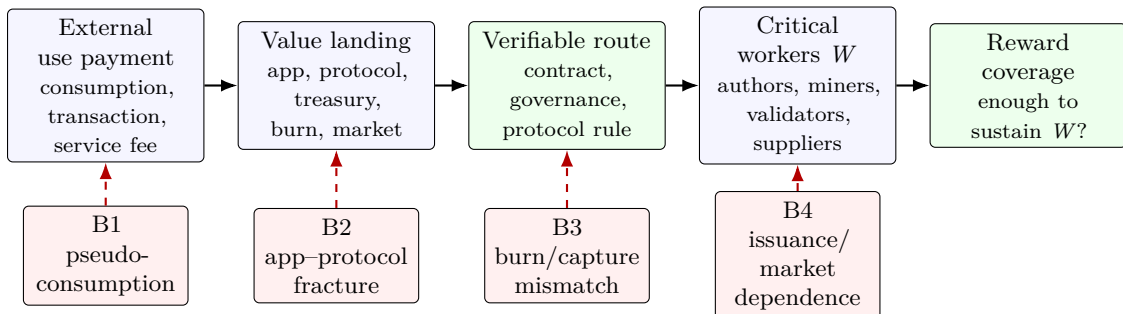 External
use payment
consumption,
transaction,
service fee
Value landing
app, protocol,
treasury,
burn, market
Verifiable route
contract,
governance,
protocol rule
Critical
workers W
authors, miners,
validators,
suppliers
Reward
coverage
enough to
sustain W?
B1
pseudo-
consumption
B2
app–protocol
fracture
B3
burn/capture
mismatch
B4
issuance/
market
dependence